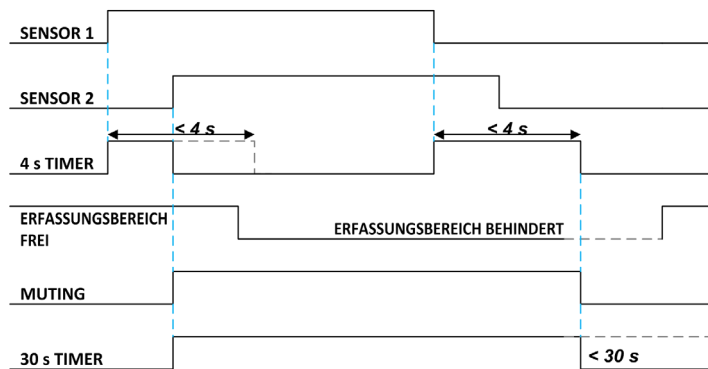 SENSOR 1
SENSOR 2
< 4 s
< 4 s
4 s TIMER
ERFASSUNGSBEREICH
FREI
ERFASSUNGSBEREICH BEHINDERT
MUTING
30 s TIMER
< 30 s